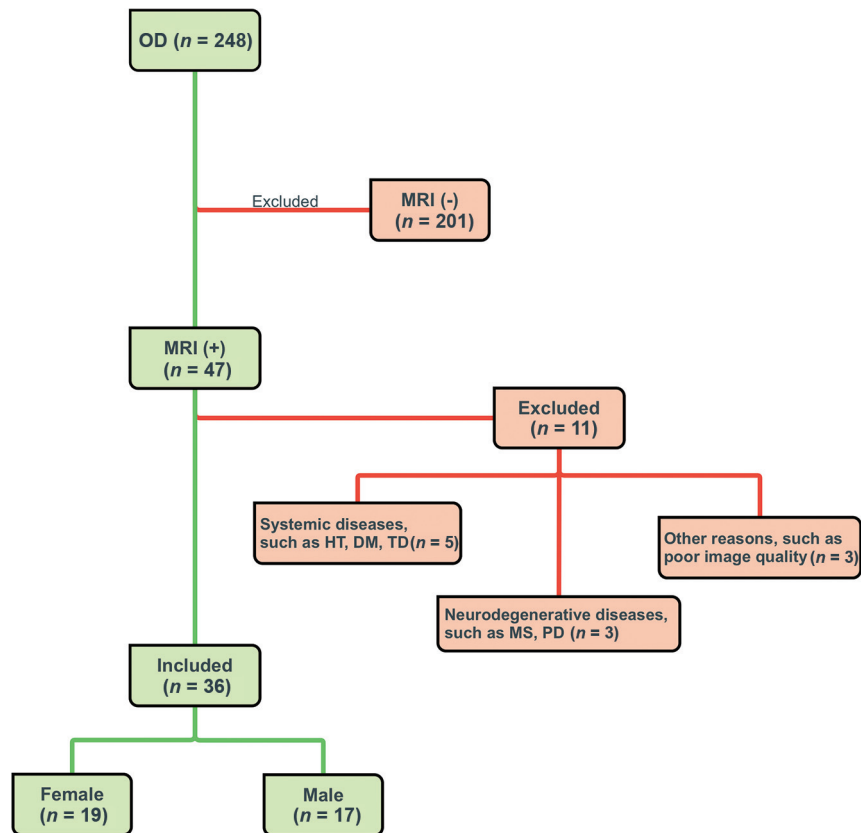 OD (n = 248)
Excluded
MRI (-)
(n = 201)
MRI (+)
(n = 47)
Excluded
(n = 11)
Systemic diseases,
such as HT, DM, TD(n = 5)
Other reasons, such as
poor image quality (n = 3)
Neurodegenerative diseases,
such as MS, PD (n = 3)
Included
(n = 36)
Female
(n = 19)
Male
(n = 17)